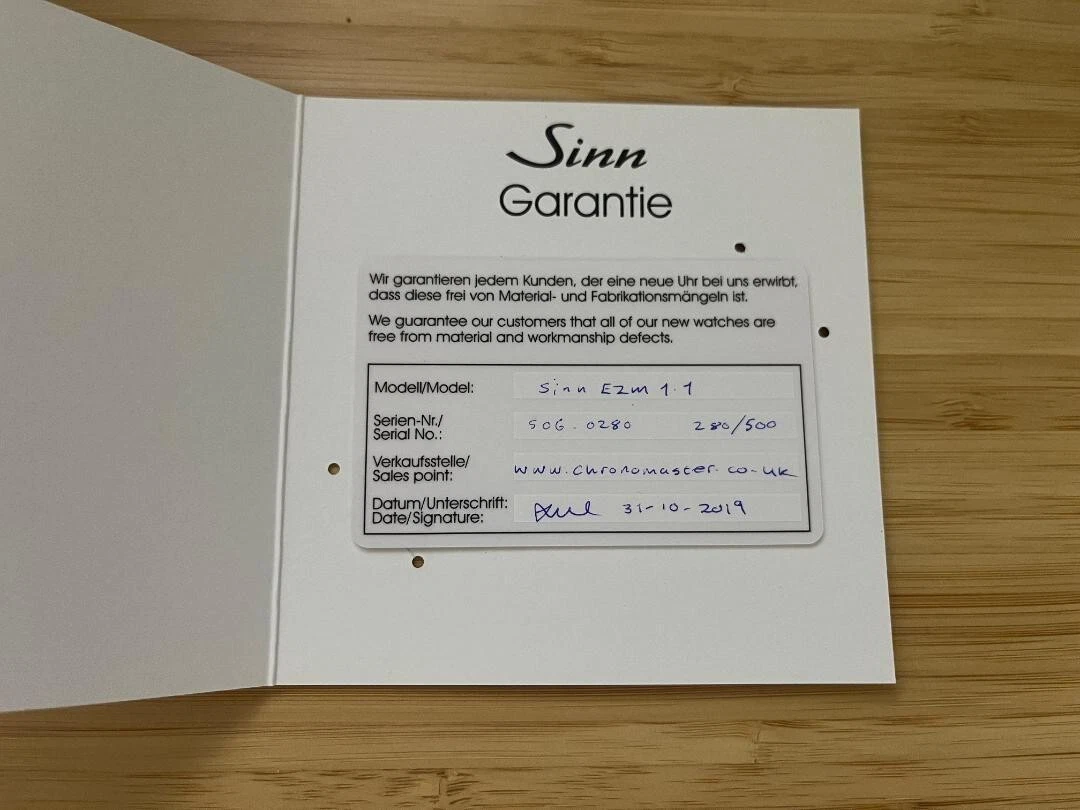 Sinn
Garantie
Wir garantieren jedem Kunden, der eine neue Uhr bei uns erwirbt,
dass diese frei von Material- und Fabrikationsmängeln ist.
We guarantee our customers that all of our new watches are
free from material and workmanship defects.
Modell/Model: Sinn EZM 1.1
Serien-Nr./
Serial No.: 506.0280 280/500
Verkaufsstelle/
Sales point: www.chronomaster.co-uk
Datum/Unterschrift:
Date/Signature: 31-10-2019